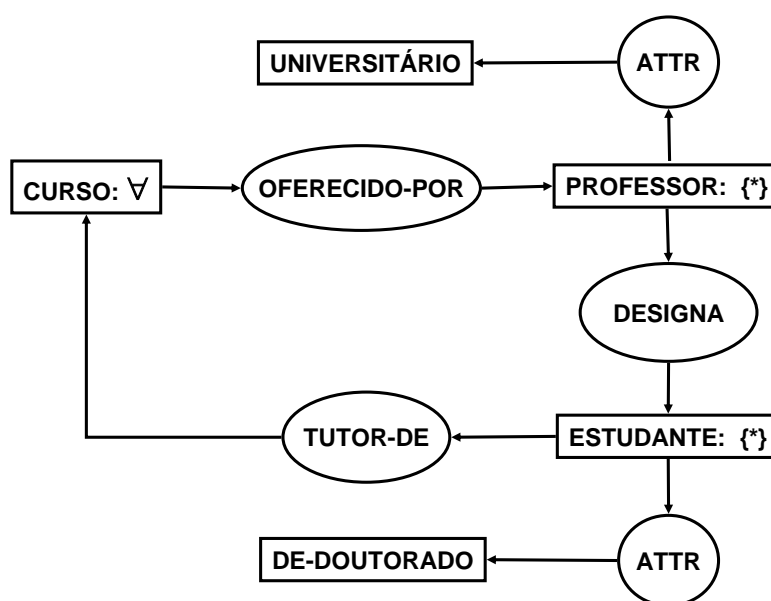 UNIVERSITÁRIO
ATTR
CURSO: ∀
OFERECIDO-POR
PROFESSOR: {*}
DESIGNA
TUTOR-DE
ESTUDANTE: {*}
DE-DOUTORADO
ATTR